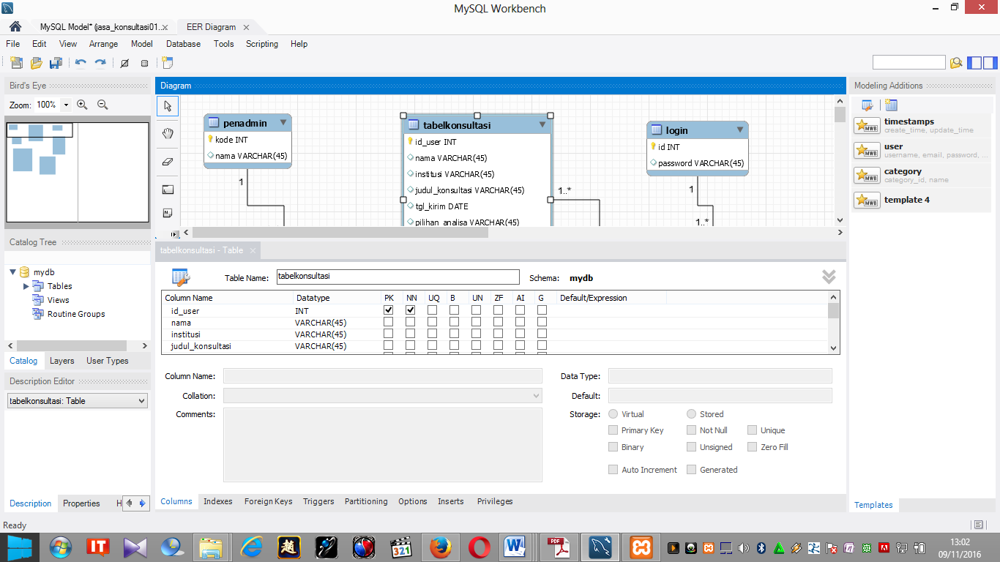 MySQL Workbench
MySQL Model* (jasa_konsultasi01...
EER Diagram
File Edit View Arrange Model Database Tools Scripting Help
Bird's Eye
Zoom: 100%
Diagram
penadmin
kode INT
nama VARCHAR(45)
1
tabelkonsultasi
id_user INT
nama VARCHAR(45)
institusi VARCHAR(45)
judul_konsultasi VARCHAR(45)
tgl_kirim DATE
pilihan_analisa VARCHAR(45)
1..*
login
id INT
password VARCHAR(45)
1
1..*
Modeling Additions
timestamps
create_time, update_time
user
username, email, password, ...
category
category_id, name
template 4
Templates
Catalog Tree
mydb
Tables
Views
Routine Groups
Catalog Layers User Types
Description Editor
tabelkonsultasi: Table
Description Properties H
tabelkonsultasi - Table
Table Name: tabelkonsultasi Schema: mydb
Column Name Datatype PK NN UQ B UN ZF AI G Default/Expression
id_user INT
nama VARCHAR(45)
institusi VARCHAR(45)
judul_konsultasi VARCHAR(45)
Column Name: Data Type:
Collation: Default:
Comments: Storage: Virtual Stored
Primary Key Not Null Unique
Binary Unsigned Zero Fill
Auto Increment Generated
Columns Indexes Foreign Keys Triggers Partitioning Options Inserts Privileges
Ready
IT
321
PDF
13:02
09/11/2016